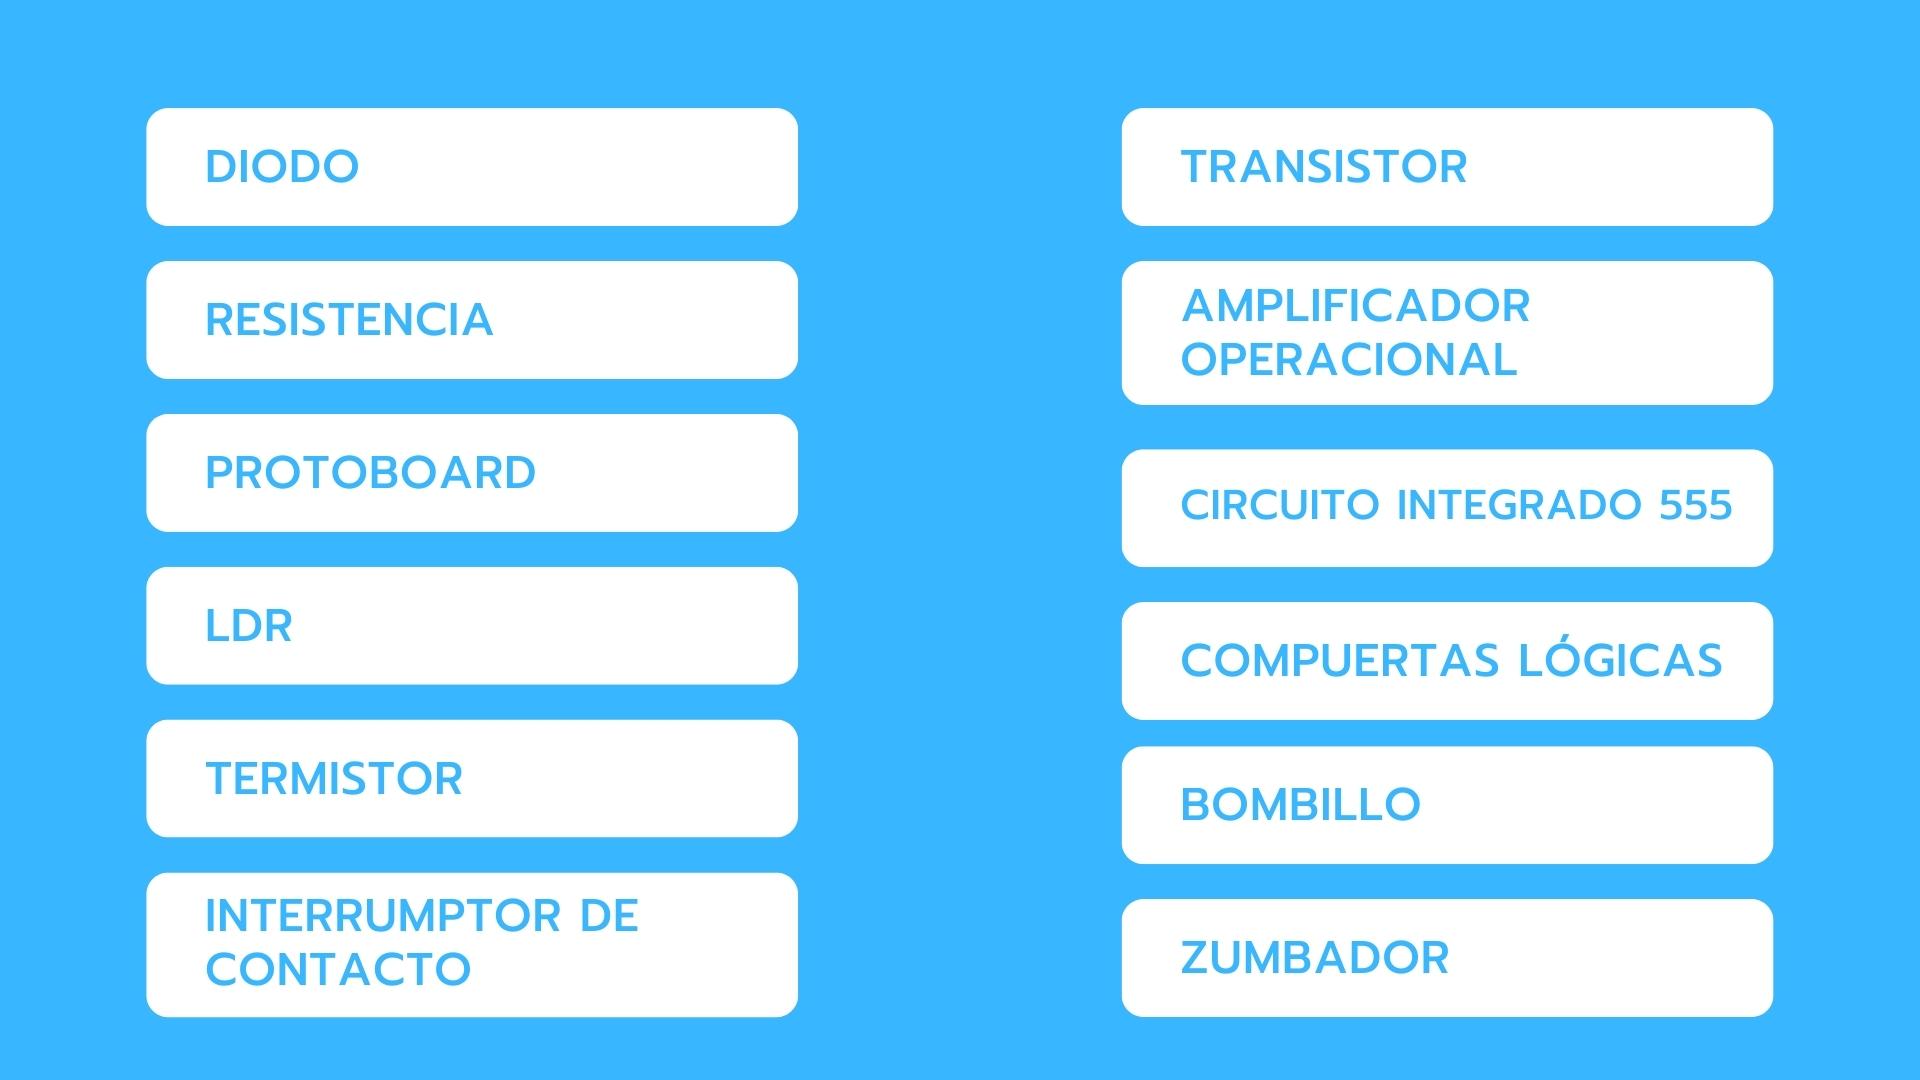 DIODO
RESISTENCIA
PROTOBOARD
LDR
TERMISTOR
INTERRUMPTOR DE
CONTACTO
TRANSISTOR
AMPLIFICADOR
OPERACIONAL
CIRCUITO INTEGRADO 555
COMPUERTAS LÓGICAS
BOMBILLO
ZUMBADOR